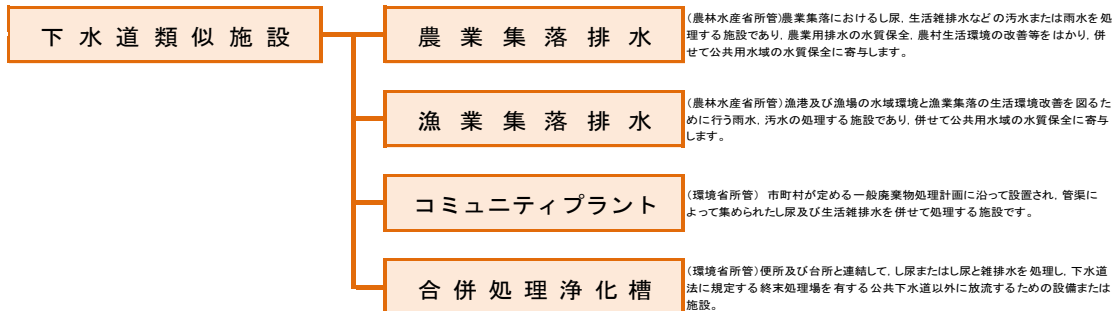 下水道類似施設
農業集落排水
(農林水産省所管)農業集落におけるし尿, 生活雑排水などの汚水または雨水を処
理する施設であり, 農業用排水の水質保全, 農村生活環境の改善等をはかり, 併
せて公共用水域の水質保全に寄与します。
漁業集落排水
(農林水産省所管)漁港及び漁場の水域環境と漁業集落の生活環境改善を図るた
めに行う雨水, 汚水の処理する施設であり, 併せて公共用水域の水質保全に寄与
します。
コミュニティプラント
(環境省所管) 市町村が定める一般廃棄物処理計画に沿って設置され, 管渠に
よって集められたし尿及び生活雑排水を併せて処理する施設です。
合併処理浄化槽
(環境省所管)便所及び台所と連結して, し尿またはし尿と雑排水を処理し, 下水道
法に規定する終末処理場を有する公共下水道以外に放流するための設備または
施設。